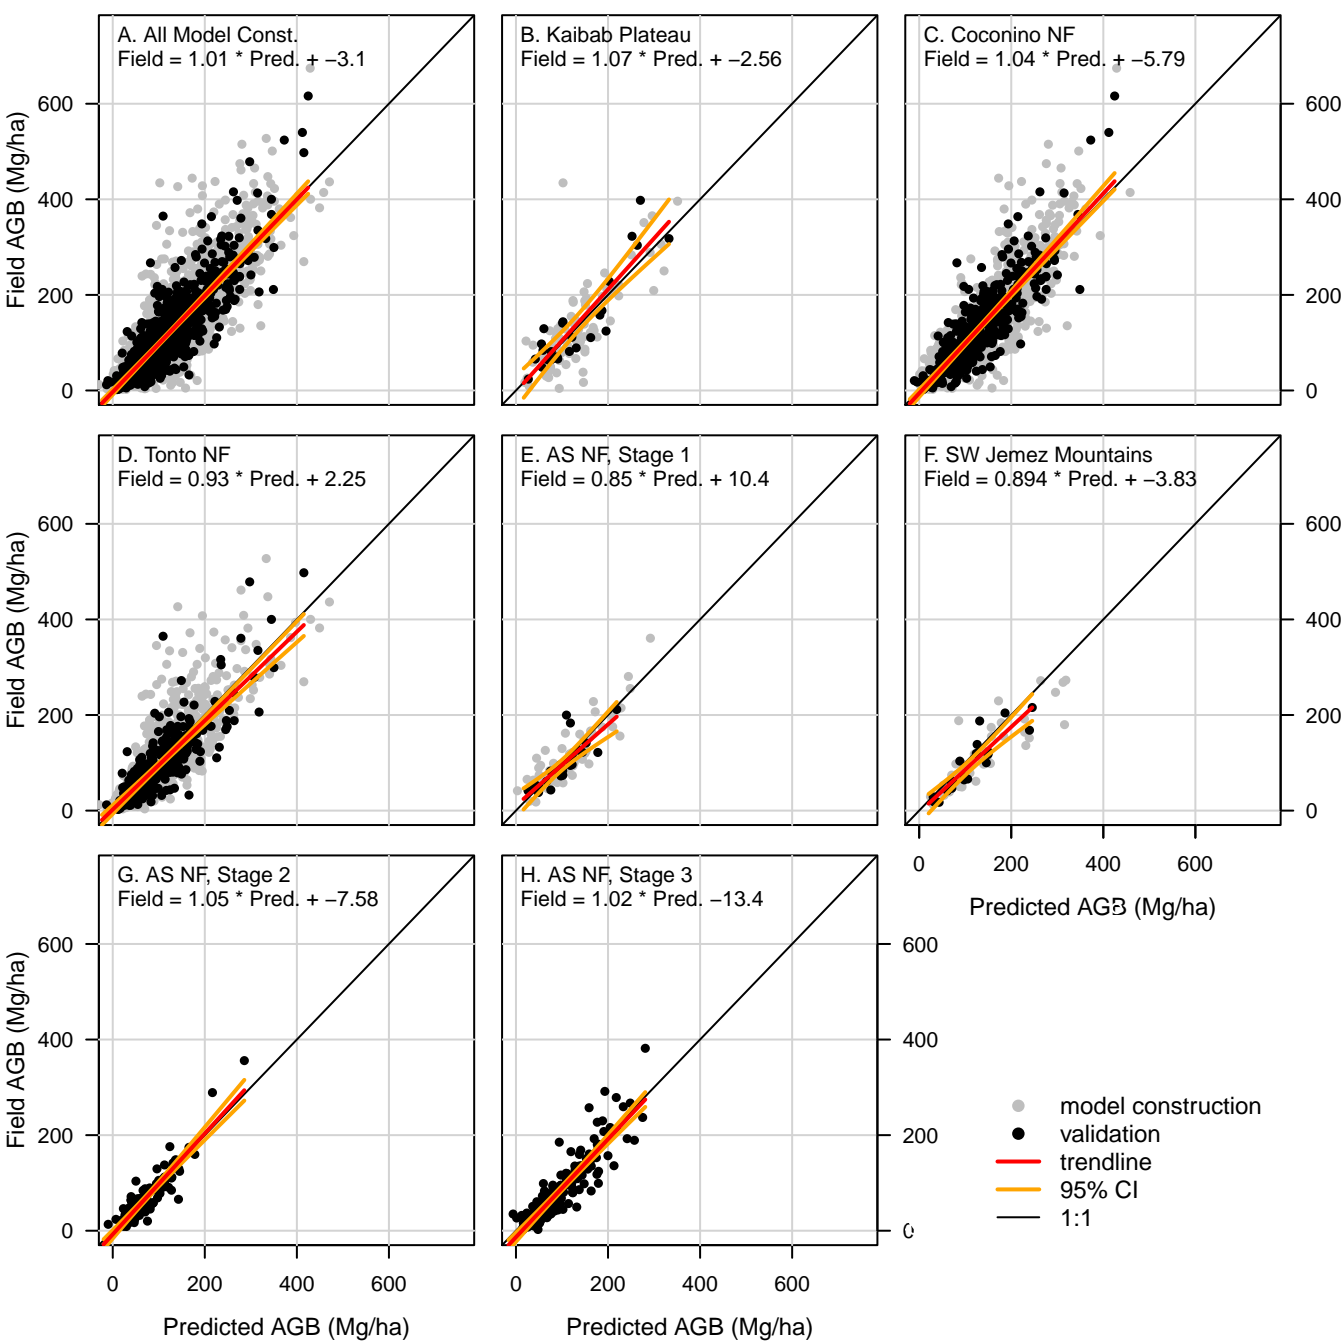 A. All Model Const.
Field = 1.01 * Pred. + −3.1
B. Kaibab Plateau
Field = 1.07 * Pred. + −2.56
C. Coconino NF
Field = 1.04 * Pred. + −5.79
Field AGB (Mg/ha)
600
400
200
0
600
400
200
0
D. Tonto NF
Field = 0.93 * Pred. + 2.25
E. AS NF, Stage 1
Field = 0.85 * Pred. + 10.4
F. SW Jemez Mountains
Field = 0.894 * Pred. + −3.83
Field AGB (Mg/ha)
600
400
200
0
600
400
200
0
0 200 400 600
Predicted AGB (Mg/ha)
G. AS NF, Stage 2
Field = 1.05 * Pred. + −7.58
H. AS NF, Stage 3
Field = 1.02 * Pred. −13.4
Field AGB (Mg/ha)
600
400
200
0
600
400
200
0
0 200 400 600
0 200 400 600
Predicted AGB (Mg/ha)
Predicted AGB (Mg/ha)
model construction
validation
trendline
95% CI
1:1